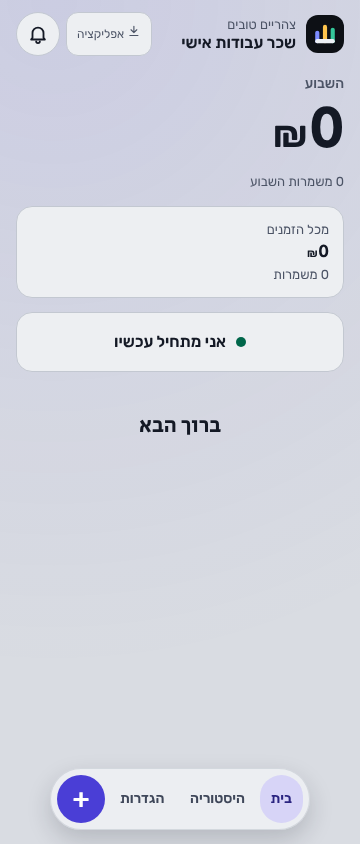 צהריים טובים
שכר עבודות אישי
אפליקציה
השבוע
0₪
0 משמרות השבוע
מכל הזמנים
0₪
0 משמרות
אני מתחיל עכשיו
ברוך הבא
בית
היסטוריה
הגדרות
+